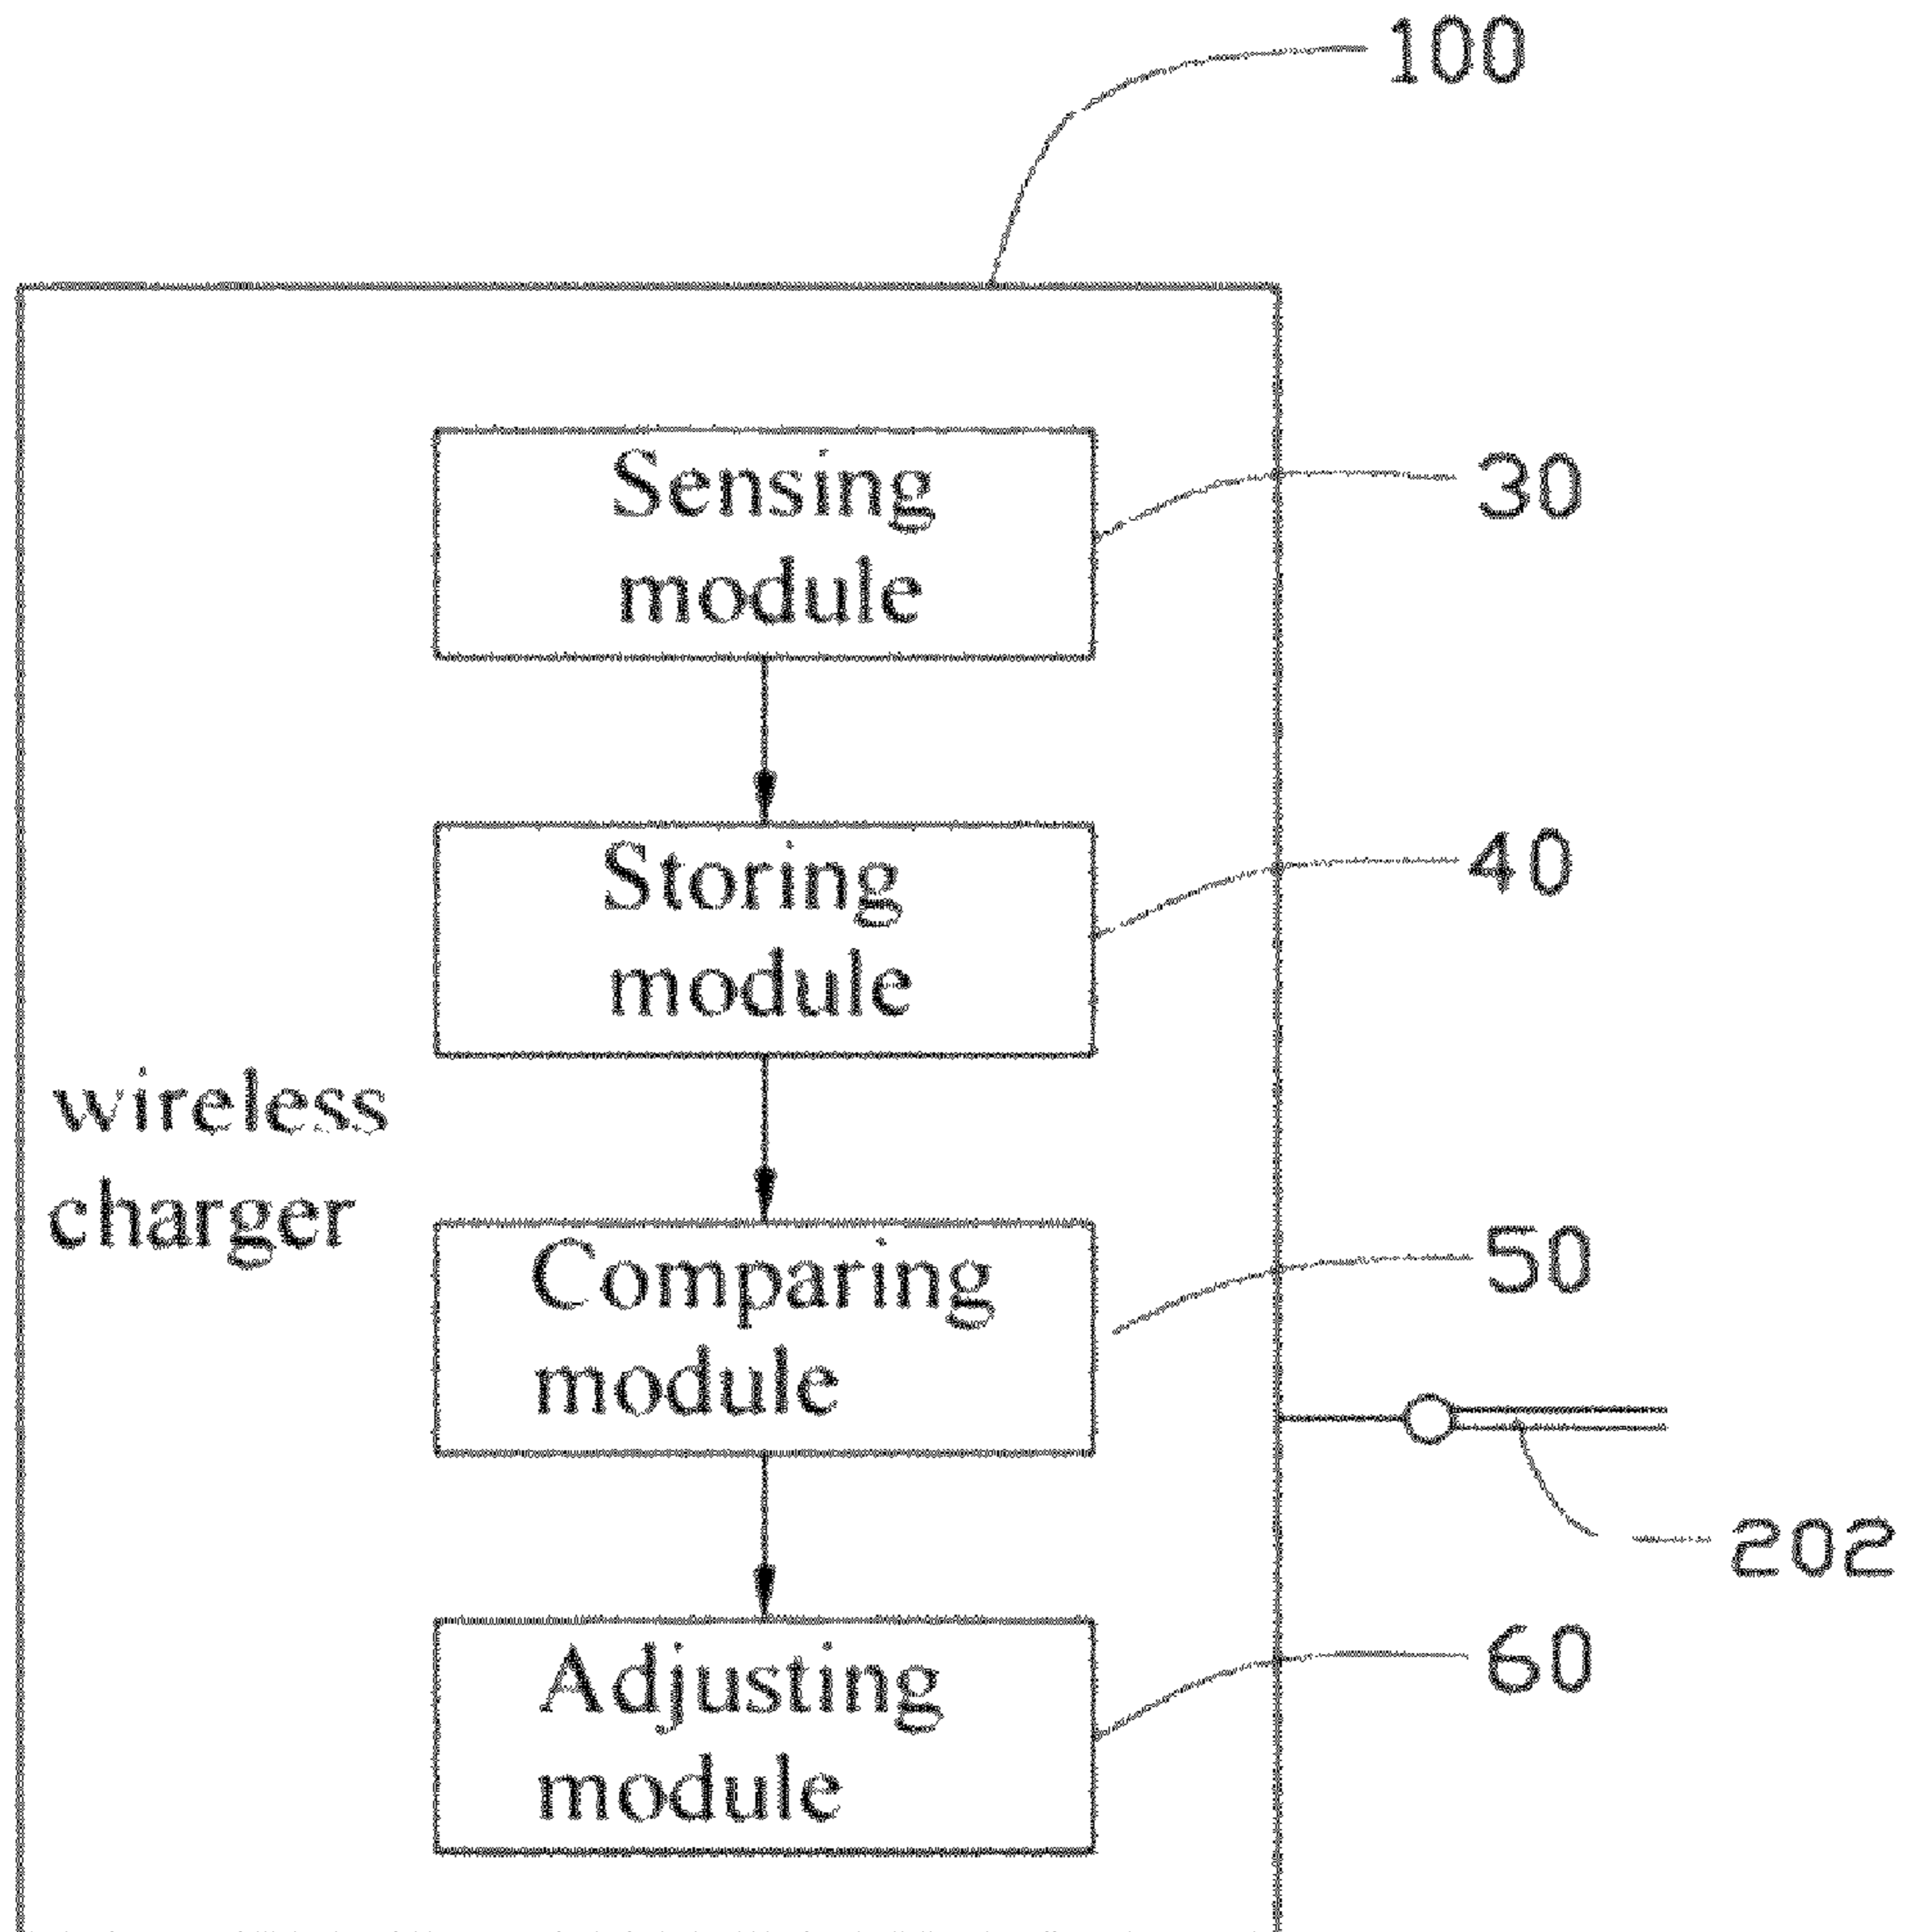 100
Sensing
module
30
Storing
module
40
wireless
charger
Comparing
module
50
202
Adjusting
module
60